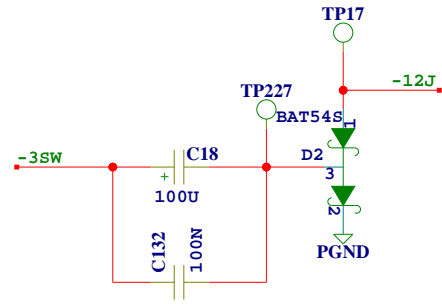 TP17
-12J
TP227
BAT54S
1
-3SW
C18
D2
3
+
100U
2
C132
100N
PGND